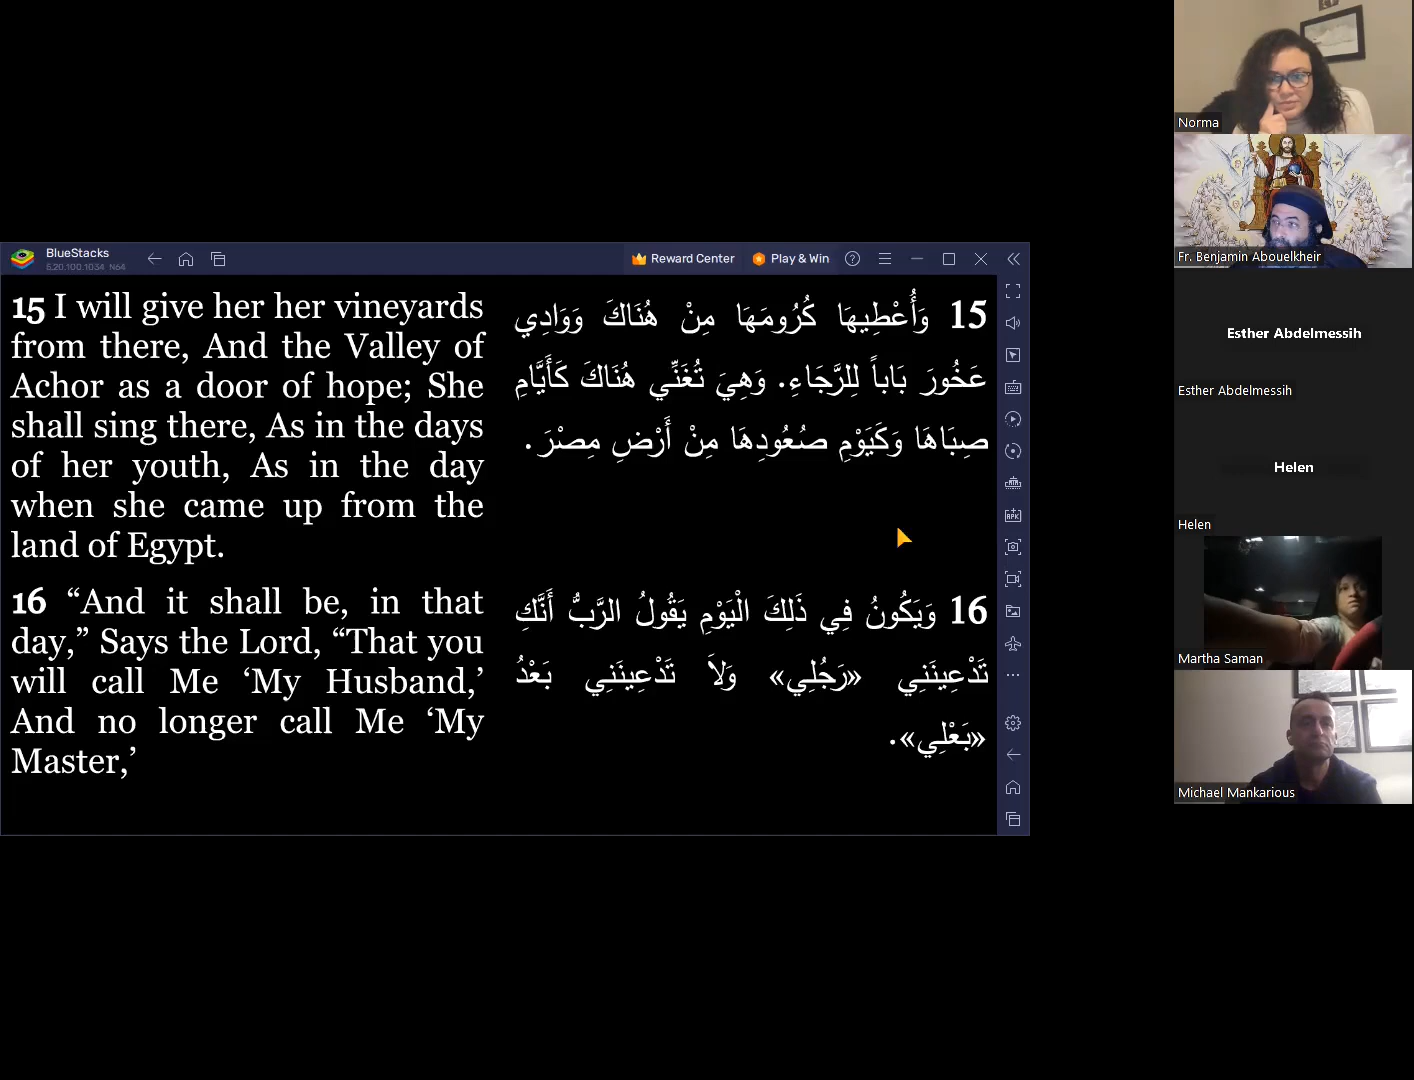 BlueStacks
5.20.100.1034 N64
Reward Center
Play & Win
15 I will give her her vineyards
from there, And the Valley of
Achor as a door of hope; She
shall sing there, As in the days
of her youth, As in the day
when she came up from the
land of Egypt.
15 وَأُعْطِيهَا كُرُومَهَا مِنْ هُنَاكَ وَوَادِي
عَخُورَ بَاباً لِلرَّجَاءِ. وَهِيَ تُغَنِّي هُنَاكَ كَأَيَّامِ
صِبَاهَا وَكَيَوْمِ صُعُودِهَا مِنْ أَرْضِ مِصْرَ.
16 “And it shall be, in that
day,” Says the Lord, “That you
will call Me ‘My Husband,’
And no longer call Me ‘My
Master,’
16 وَيَكُونُ فِي ذَلِكَ الْيَوْمِ يَقُولُ الرَّبُّ أَنَّكِ
تَدْعِينَنِي «رَجُلِي» وَلاَ تَدْعِينَنِي بَعْدُ
«بَعْلِي».
Norma
Fr. Benjamin Abouelkheir
Esther Abdelmessih
Esther Abdelmessih
Helen
Helen
Martha Saman
Michael Mankarious